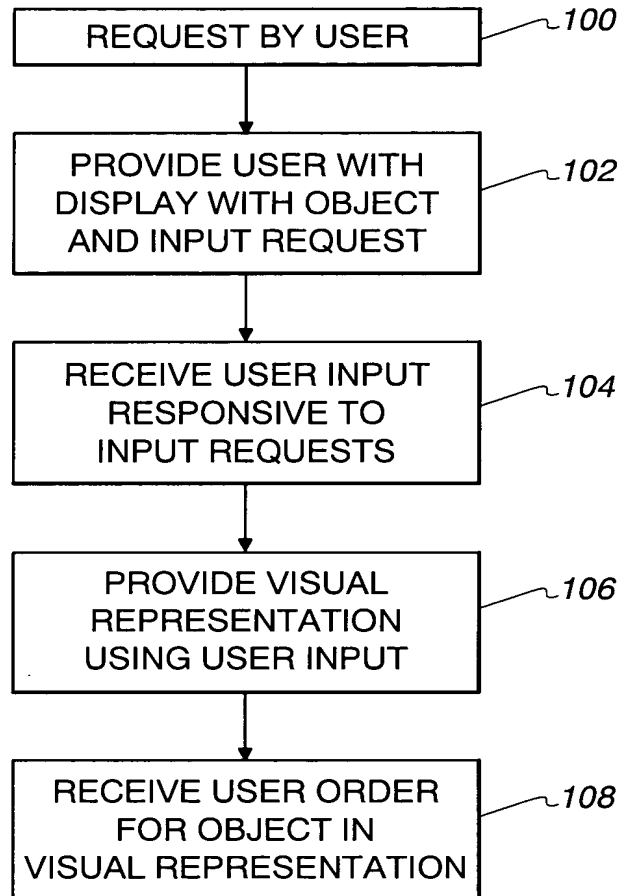 REQUEST BY USER
100
PROVIDE USER WITH
DISPLAY WITH OBJECT
AND INPUT REQUEST
102
RECEIVE USER INPUT
RESPONSIVE TO
INPUT REQUESTS
104
PROVIDE VISUAL
REPRESENTATION
USING USER INPUT
106
RECEIVE USER ORDER
FOR OBJECT IN
VISUAL REPRESENTATION
108